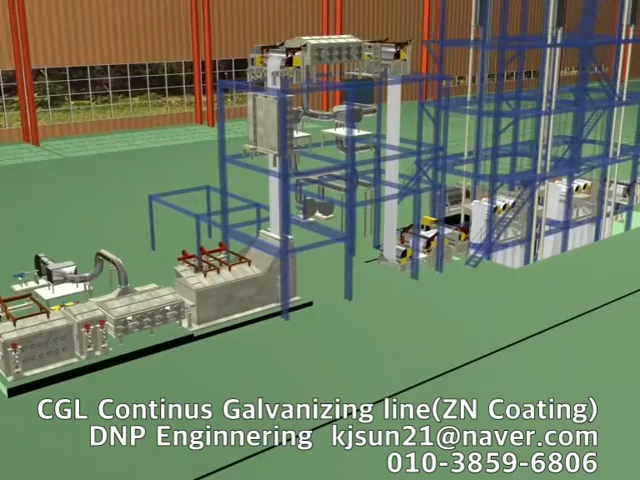 CGL Continus Galvanizing line(ZN Coating)
DNP Enginnering kjsun21@naver.com
010-3859-6806